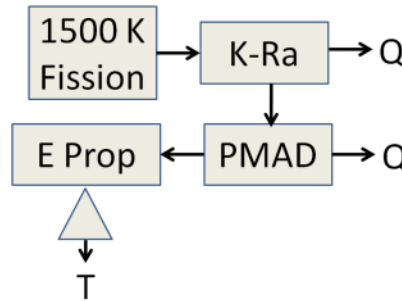 1500 K
Fission
K-Ra
Q
E Prop
PMAD
Q
T